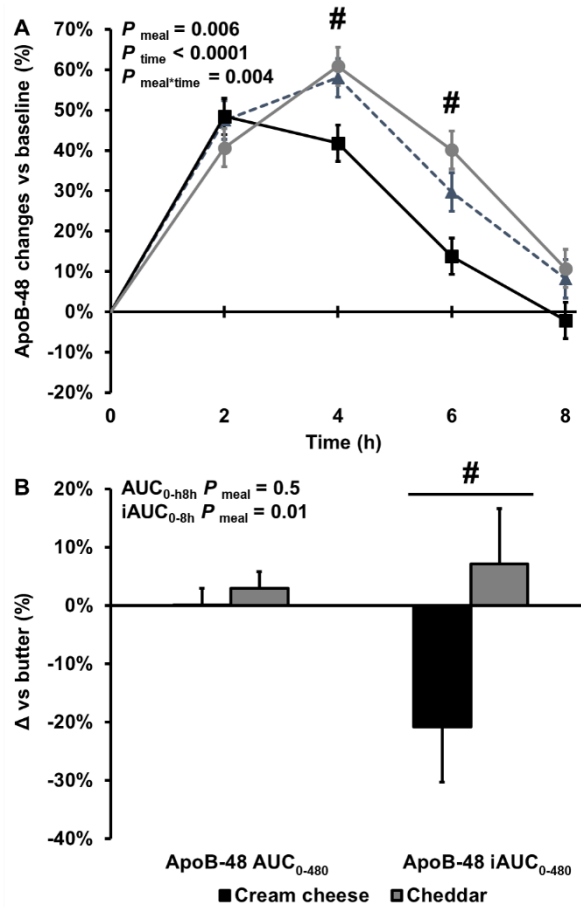 A
P meal = 0.006
P time < 0.0001
P meal*time = 0.004
#
#
70%
60%
50%
40%
30%
20%
10%
0%
-10%
-20%
ApoB-48 changes vs baseline (%)
0 2 4 6 8
Time (h)
B
AUC0-h8h P meal = 0.5
iAUC0-8h P meal = 0.01
#
20%
10%
0%
-10%
-20%
-30%
-40%
Δ vs butter (%)
ApoB-48 AUC0-480 ApoB-48 iAUC0-480
Cream cheese Cheddar